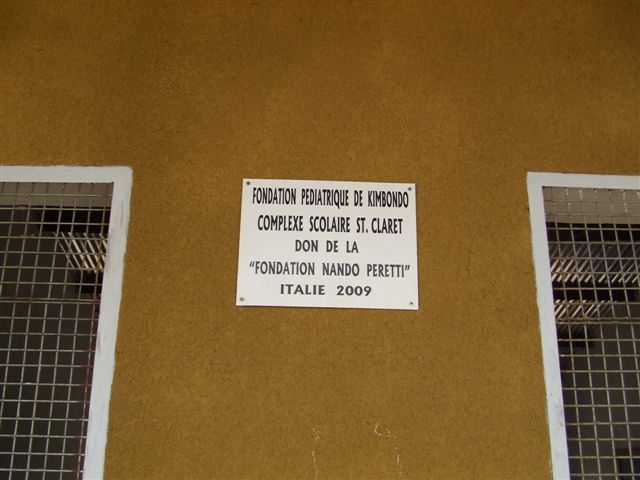 FONDATION PEDIATRIQUE DE KIMBONDO
COMPLEXE SCOLAIRE ST. CLARET
DON DE LA
"FONDATION NANDO PERETTI"
ITALIE 2009